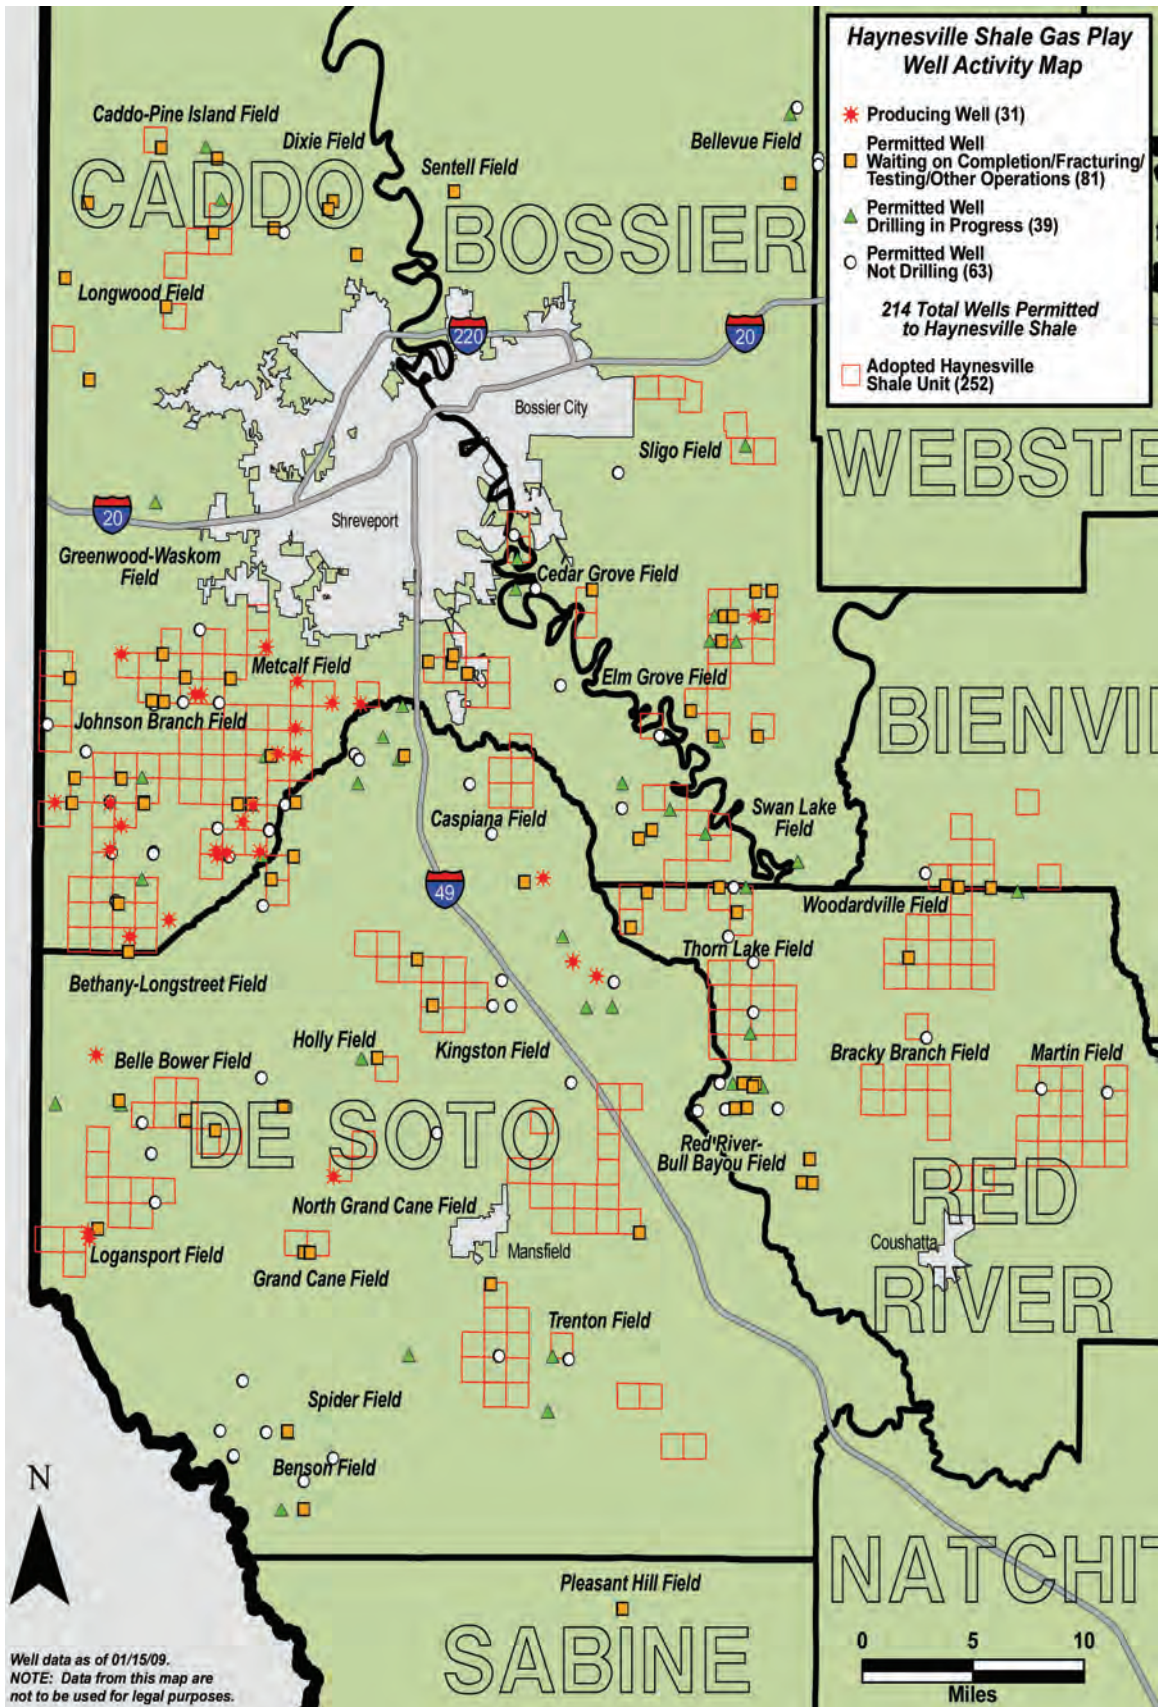 Haynesville Shale Gas Play
Well Activity Map
Producing Well (31)
Permitted Well
Waiting on Completion/Fracturing/
Testing/Other Operations (81)
Permitted Well
Drilling in Progress (39)
Permitted Well
Not Drilling (63)
214 Total Wells Permitted
to Haynesville Shale
Adopted Haynesville
Shale Unit (252)
Caddo-Pine Island Field
Dixie Field
Bellevue Field
Sentell Field
CADDO
BOSSIER
Longwood Field
220
20
Bossier City
Sligo Field
WEBSTE
20
Shreveport
Greenwood-Waskom
Field
Cedar Grove Field
Metcalf Field
Elm Grove Field
Johnson Branch Field
BIENVI
Caspiana Field
Swan Lake
Field
49
Woodardville Field
Thorn Lake Field
Bethany-Longstreet Field
Holly Field
Kingston Field
Bracky Branch Field
Martin Field
Belle Bower Field
DE SOTO
Red River-
Bull Bayou Field
RED
RIVER
North Grand Cane Field
Mansfield
Coushatta
Logansport Field
Grand Cane Field
Trenton Field
Spider Field
Benson Field
N
NATCHIT
Pleasant Hill Field
SABINE
0 5 10
Miles
Well data as of 01/15/09.
NOTE: Data from this map are
not to be used for legal purposes.